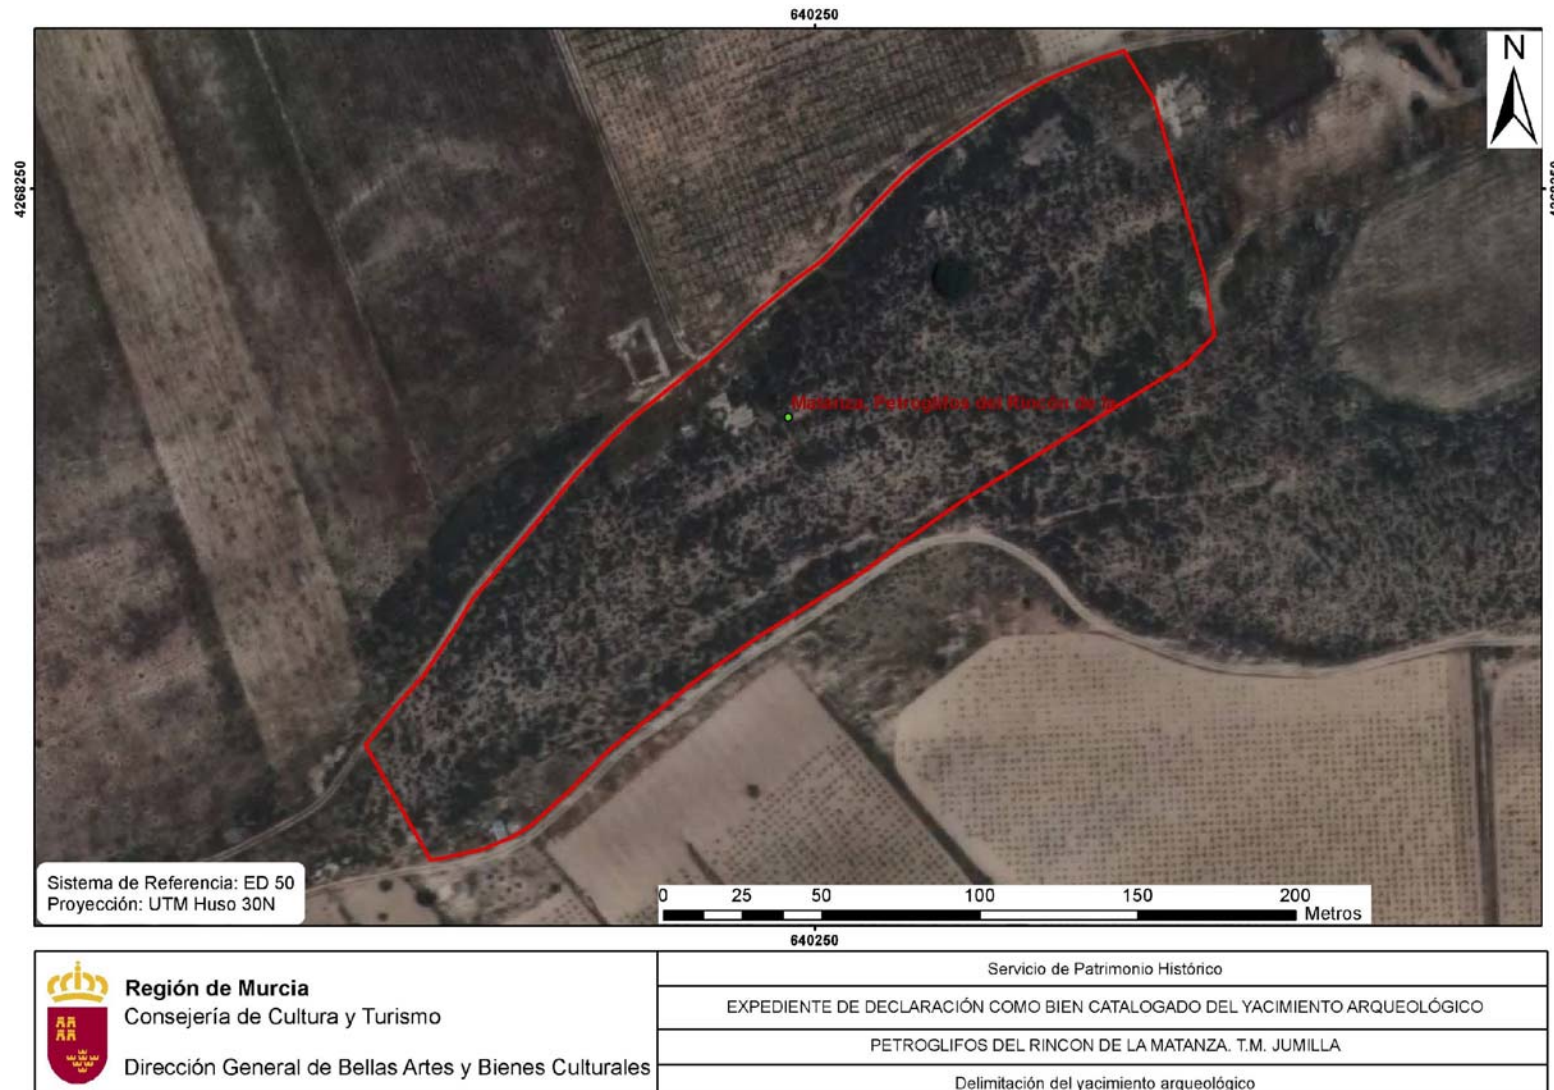 640250
N
4268250
4268250
Matanza, Petroglifos del Rincón de la
Sistema de Referencia: ED 50
Proyección: UTM Huso 30N
0 25 50 100 150 200
Metros
640250
Región de Murcia
Consejería de Cultura y Turismo
Dirección General de Bellas Artes y Bienes Culturales
Servicio de Patrimonio Histórico
EXPEDIENTE DE DECLARACIÓN COMO BIEN CATALOGADO DEL YACIMIENTO ARQUEOLÓGICO
PETROGLIFOS DEL RINCON DE LA MATANZA. T.M. JUMILLA
Delimitación del yacimiento arqueológico